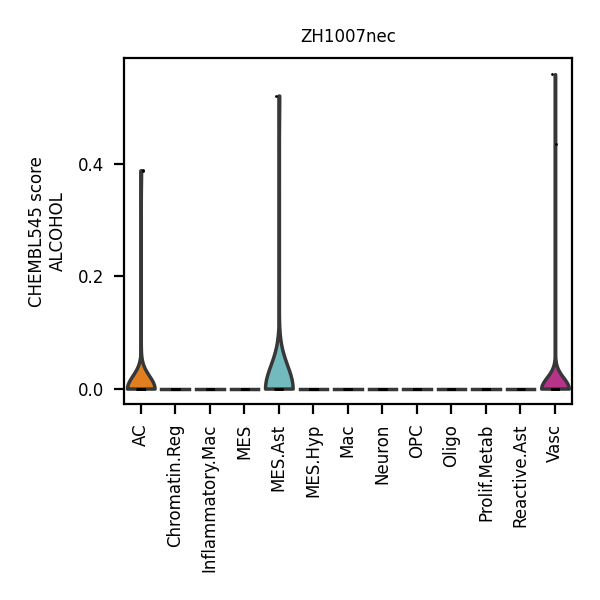 ZH1007nec
CHEMBL545 score
ALCOHOL
0.4
0.2
0.0
AC
Chromatin.Reg
Inflammatory.Mac
MES
MES.Ast
MES.Hyp
Mac
Neuron
OPC
Oligo
Prolif.Metab
Reactive.Ast
Vasc